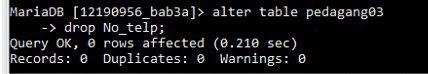 MariaDB [12190956_bab3a]> alter table pedagang03
    -> drop No_telp;
Query OK, 0 rows affected (0.210 sec)
Records: 0  Duplicates: 0  Warnings: 0